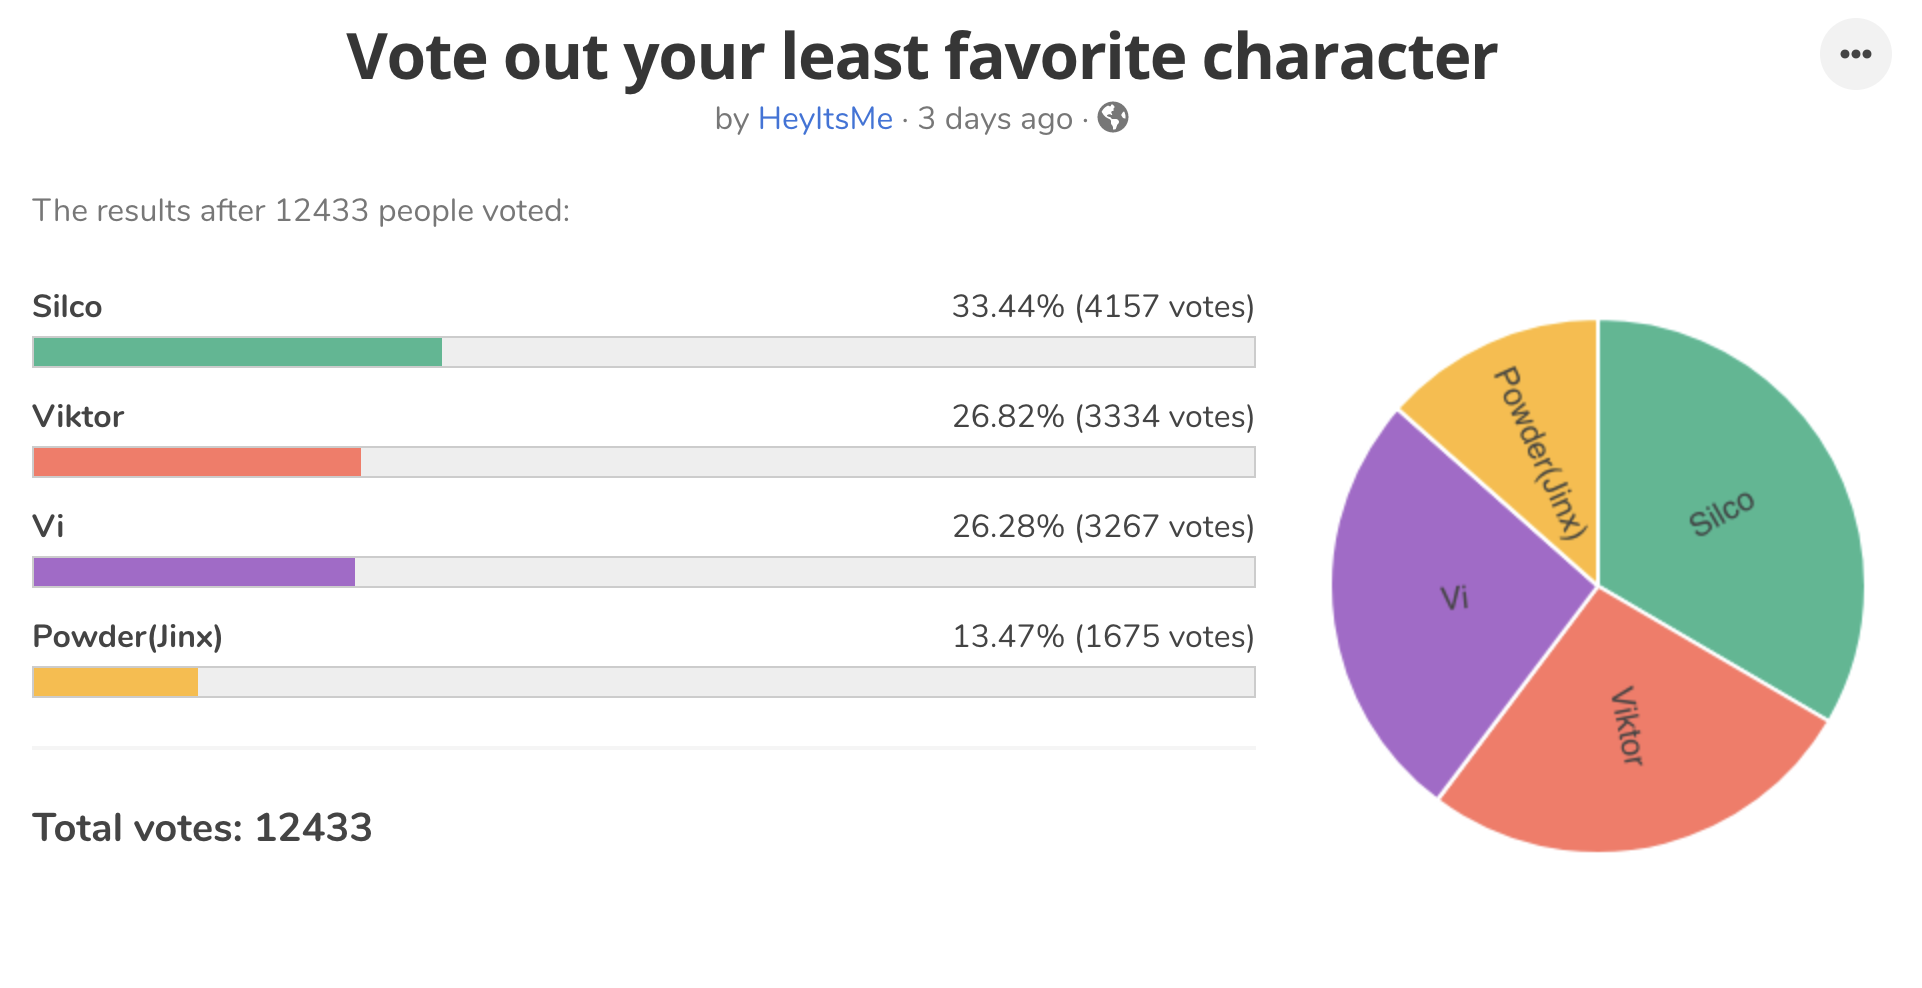 Vote out your least favorite character
by HeyItsMe · 3 days ago ·
The results after 12433 people voted:
Silco 33.44% (4157 votes)
Viktor 26.82% (3334 votes)
Vi 26.28% (3267 votes)
Powder(Jinx) 13.47% (1675 votes)
Total votes: 12433
Powder(Jinx)
Silco
Vi
Viktor